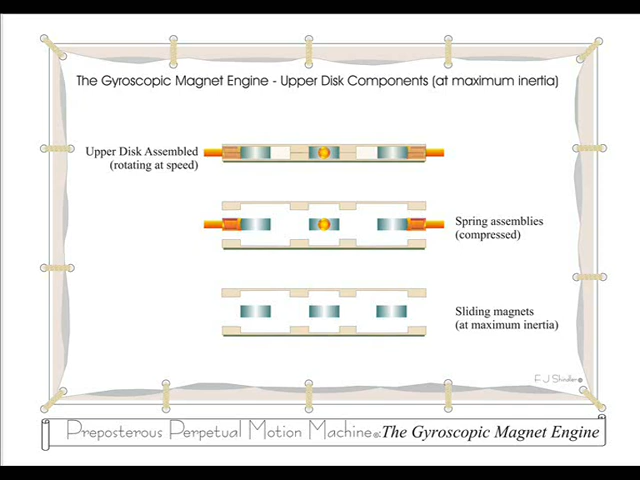 The Gyroscopic Magnet Engine - Upper Disk Components (at maximum inertia)
Upper Disk Assembled
(rotating at speed)
Spring assemblies
(compressed)
Sliding magnets
(at maximum inertia)
F J Shindler
Preposterous Perpetual Motion Machine®: The Gyroscopic Magnet Engine